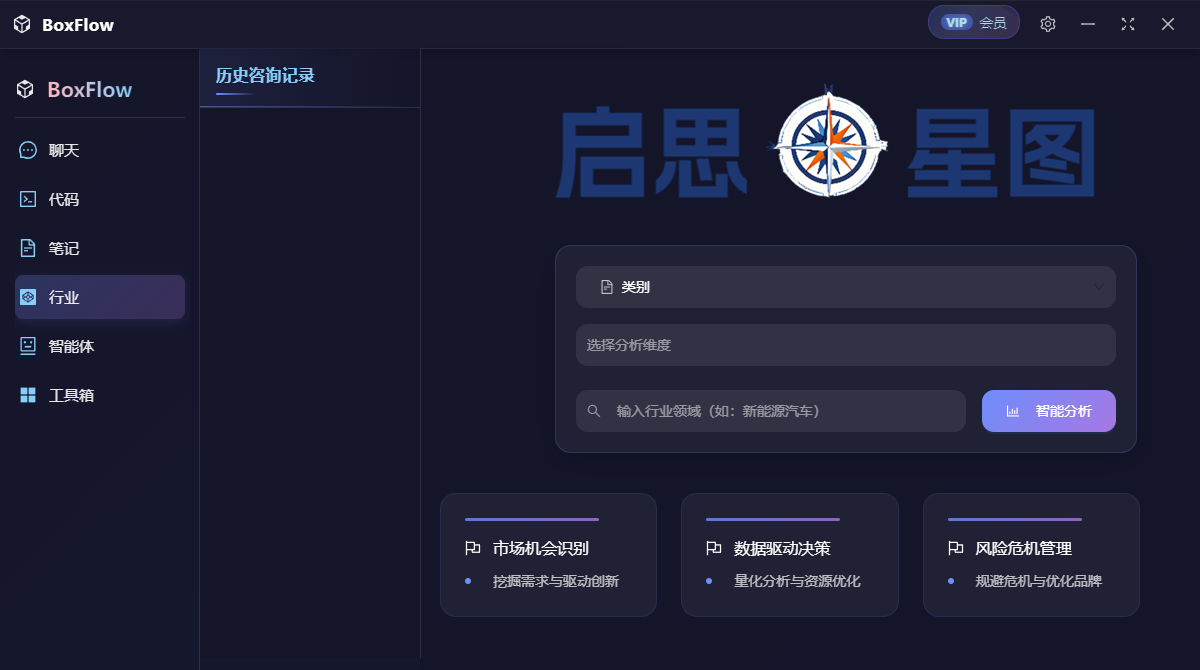 BoxFlow
VIP 会员
BoxFlow
聊天
代码
笔记
行业
智能体
工具箱
历史咨询记录
启思 星图
类别
选择分析维度
输入行业领域（如：新能源汽车）
智能分析
市场机会识别
挖掘需求与驱动创新
数据驱动决策
量化分析与资源优化
风险危机管理
规避危机与优化品牌